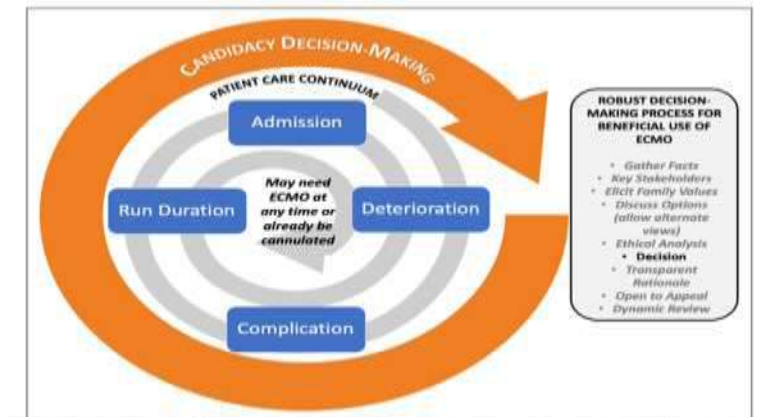 CANDIDACY DECISION-MAKING
PATIENT CARE CONTINUUM
Admission
Run Duration
May need
ECMO at
any time or
already be
cannulated
Deterioration
Complication
ROBUST DECISION-
MAKING PROCESS FOR
BENEFICIAL USE OF
ECMO
• Gather Facts
• Key Stakeholders
• Elicit Family Values
• Discuss Options
(allow alternate
views)
• Ethical Analysis
• Decision
• Transparent
Rationale
• Open to Appeal
• Dynamic Review